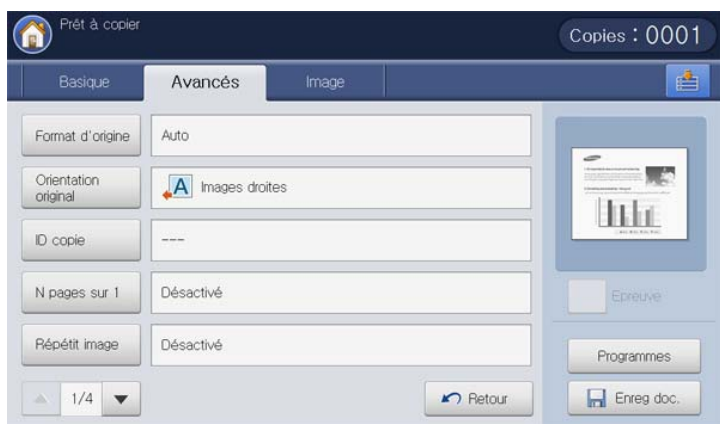 Prêt à copier
Copies : 0001
Basique
Avancés
Image
Format d'origine
Auto
Orientation
original
A
Images droites
ID copie
---
N pages sur 1
Désactivé
Répétit image
Désactivé
1/4
Retour
Epreuve
Programmes
Enreg doc.